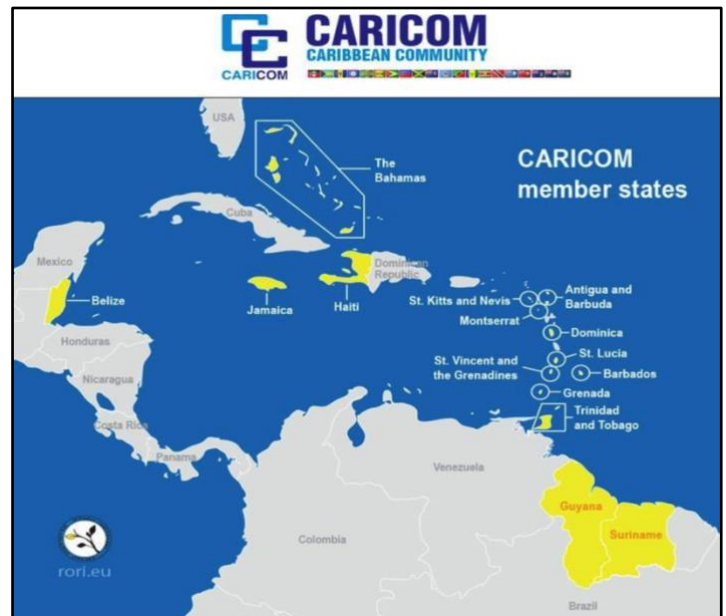 CARICOM
CARICOM
CARIBBEAN COMMUNITY
CARICOM
member states
USA
The
Bahamas
Cuba
Mexico
Dominican
Republic
Belize
Jamaica
Haiti
St. Kitts and Nevis
Antigua and
Barbuda
Montserrat
Honduras
Dominica
St. Lucia
St. Vincent and
the Grenadines
Barbados
Nicaragua
Grenada
Costa Rica
Trinidad
and Tobago
Panama
Venezuela
Guyana
Suriname
Colombia
rori.eu
Brazil